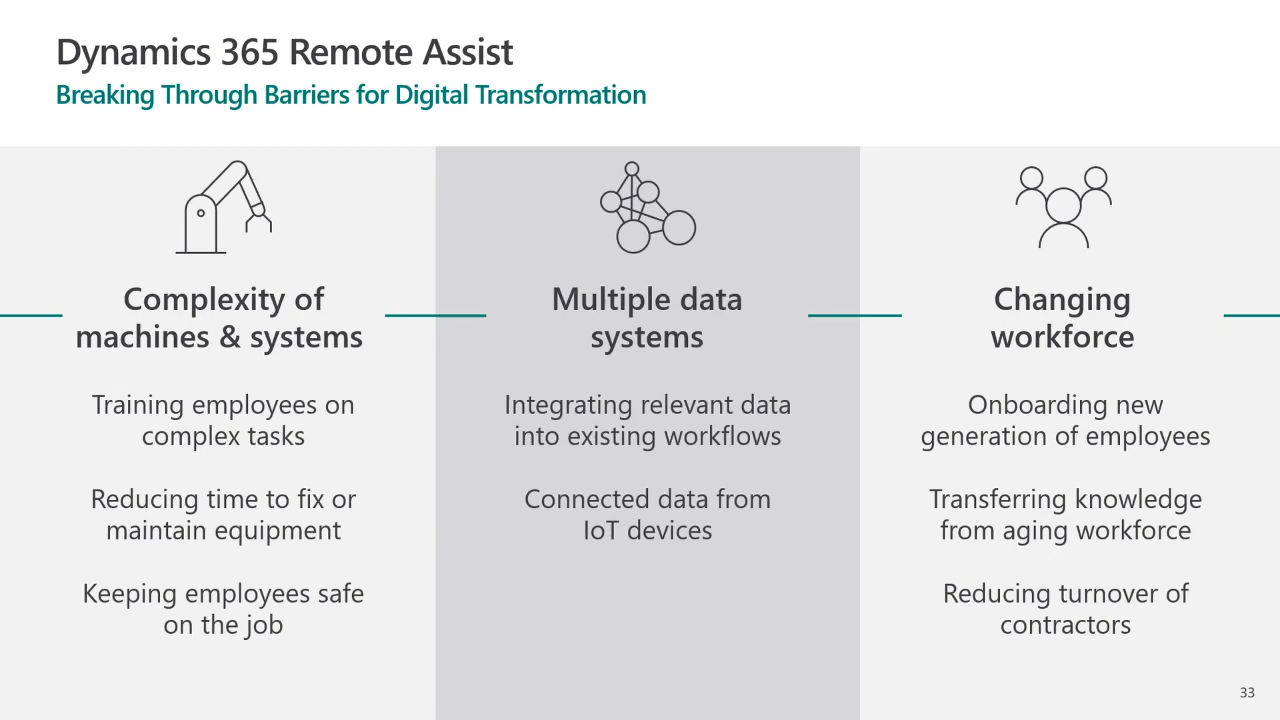 Dynamics 365 Remote Assist
Breaking Through Barriers for Digital Transformation
Complexity of
machines & systems
Training employees on
complex tasks
Reducing time to fix or
maintain equipment
Keeping employees safe
on the job
Multiple data
systems
Integrating relevant data
into existing workflows
Connected data from
IoT devices
Changing
workforce
Onboarding new
generation of employees
Transferring knowledge
from aging workforce
Reducing turnover of
contractors
33